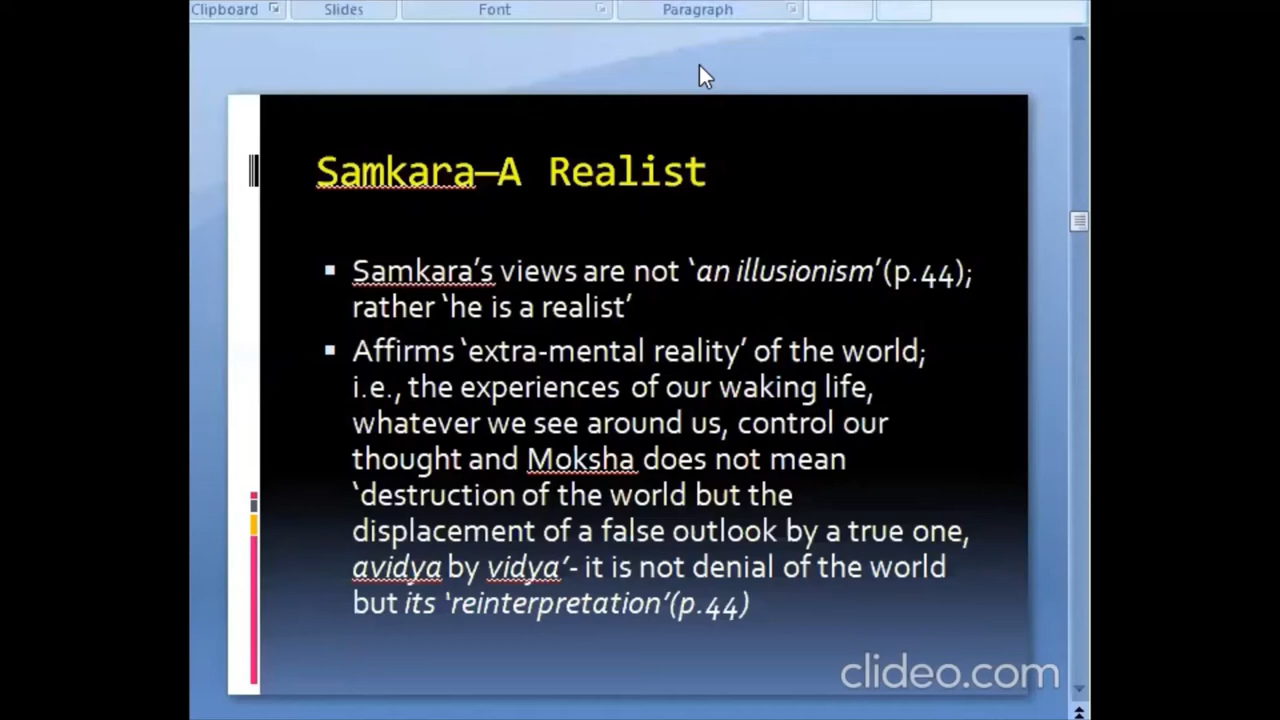 Clipboard
Slides
Font
Paragraph
Samkara—A Realist
▪ Samkara’s views are not ‘an illusionism’(p.44);
rather ‘he is a realist’
▪ Affirms ‘extra-mental reality’ of the world;
i.e., the experiences of our waking life,
whatever we see around us, control our
thought and Moksha does not mean
‘destruction of the world but the
displacement of a false outlook by a true one,
avidya by vidya’- it is not denial of the world
but its ‘reinterpretation’(p.44)
clideo.com